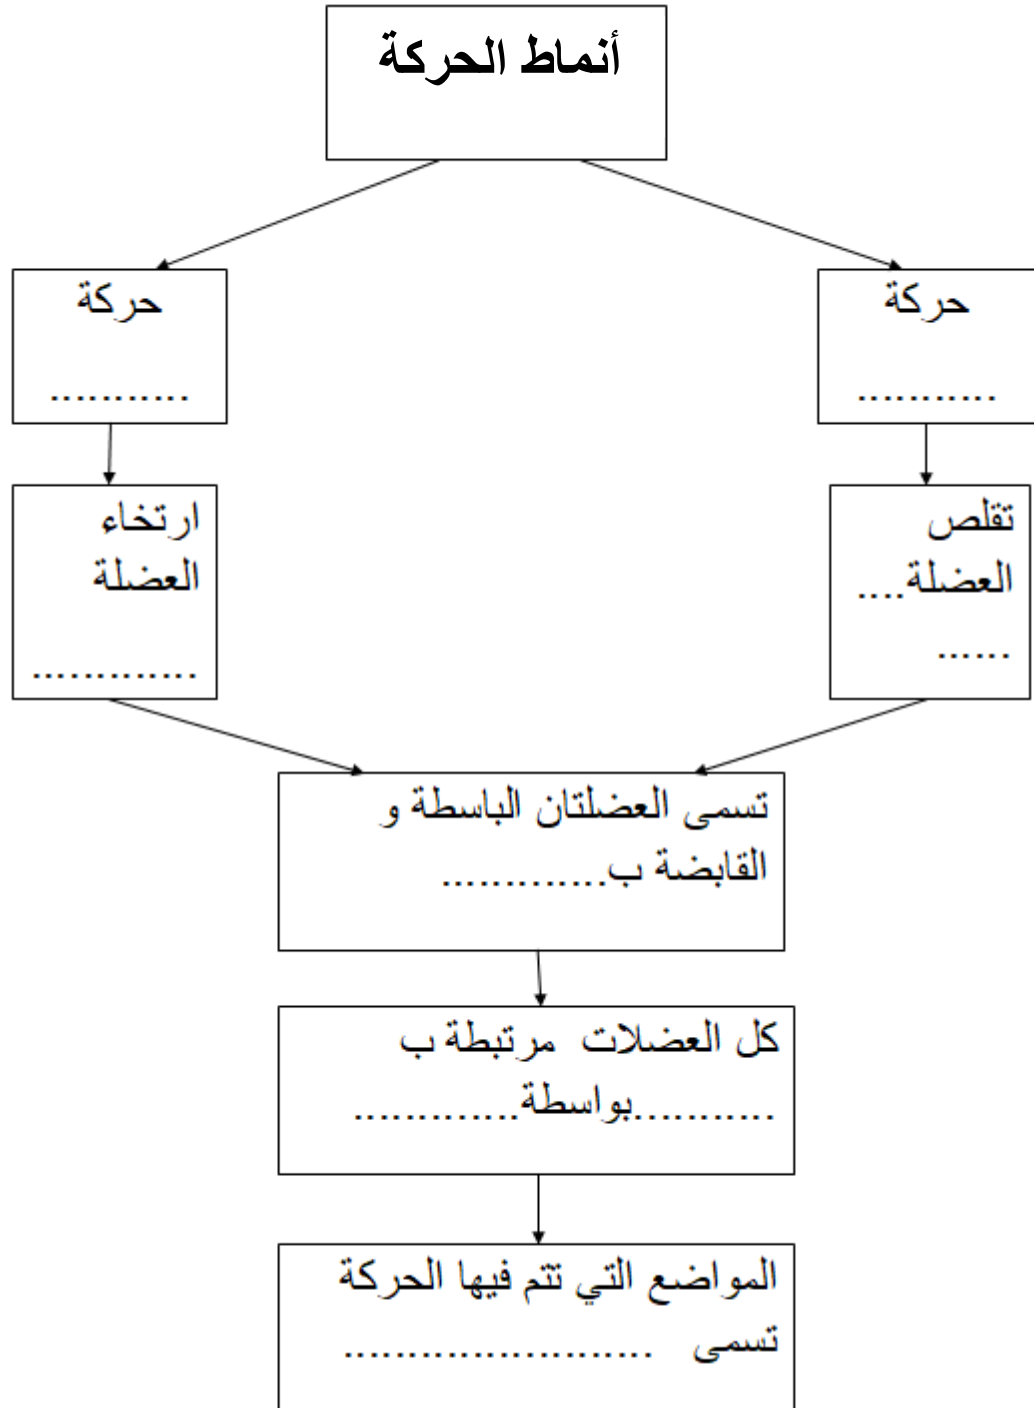 أنماط الحركة
حركة
...........
حركة
...........
تقلص
العضلة....
......
ارتخاء
العضلة
.............
تسمى العضلتان الباسطة و
القابضة ب.............
كل العضلات مرتبطة ب
...........بواسطة.............
المواضع التي تتم فيها الحركة
تسمى ........................